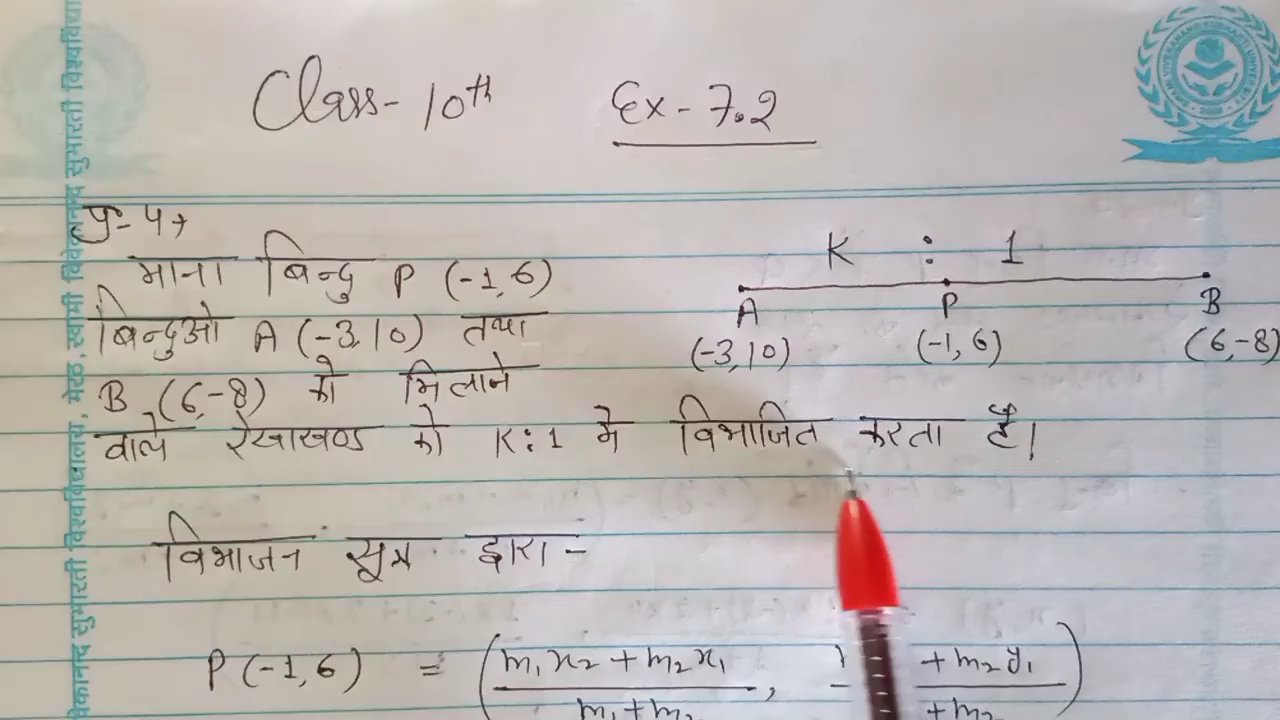 Class- 10th Ex- 7.2
प्र- 4→
माना बिन्दु P (-1,6)
बिन्दुओ A (-3,10) तथा
B (6,-8) को मिलाने
वाले रेखाखण्ड को K:1 मे विभाजित करता है।
K : 1
A P B
(-3,10) (-1,6) (6,-8)
विभाजन सूत्र द्वारा -
P (-1,6) = (m₁x₂ + m₂x₁ / m₁+m₂, + m₂y₁ / +m₂)